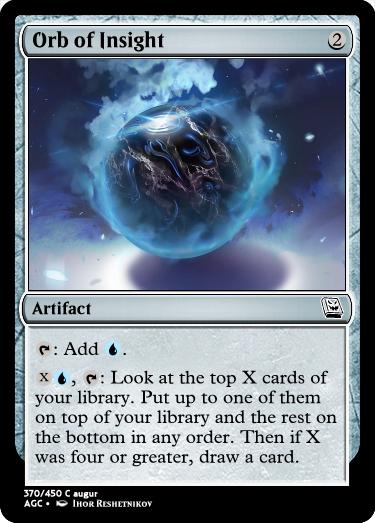 Orb of Insight 2
Artifact
: Add .
X , : Look at the top X cards of
your library. Put up to one of them
on top of your library and the rest on
the bottom in any order. Then if X
was four or greater, draw a card.
370/450 C augur
AGC • Ihor Reshetnikov